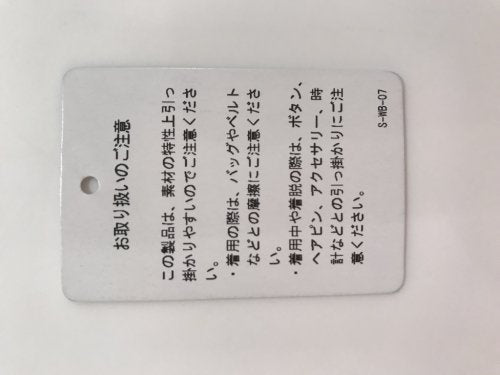 お取り扱いのご注意
この製品は、素材の特性上引っ
掛かりやすいのでご注意くださ
い。
・着用の際は、バッグやベルト
などとの摩擦にご注意くださ
い。
・着用中や着脱の際は、ボタン、
ヘアピン、アクセサリー、時
計などとの引っ掛かりにご注
意ください。
S-WB-07